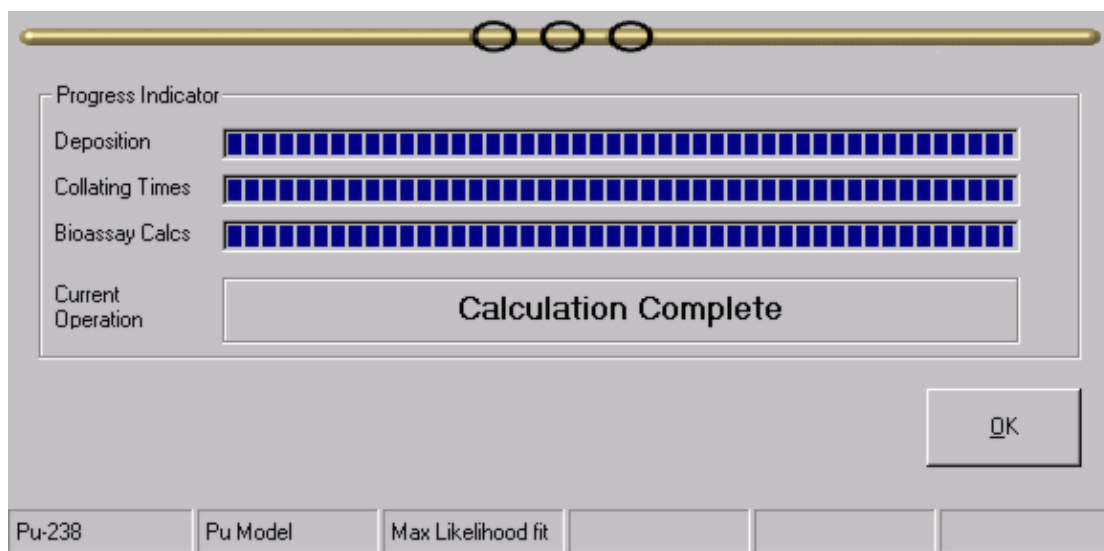 Progress Indicator
Deposition
Collating Times
Bioassay Calcs
Current
Operation
Calculation Complete
OK
Pu-238 Pu Model Max Likelihood fit